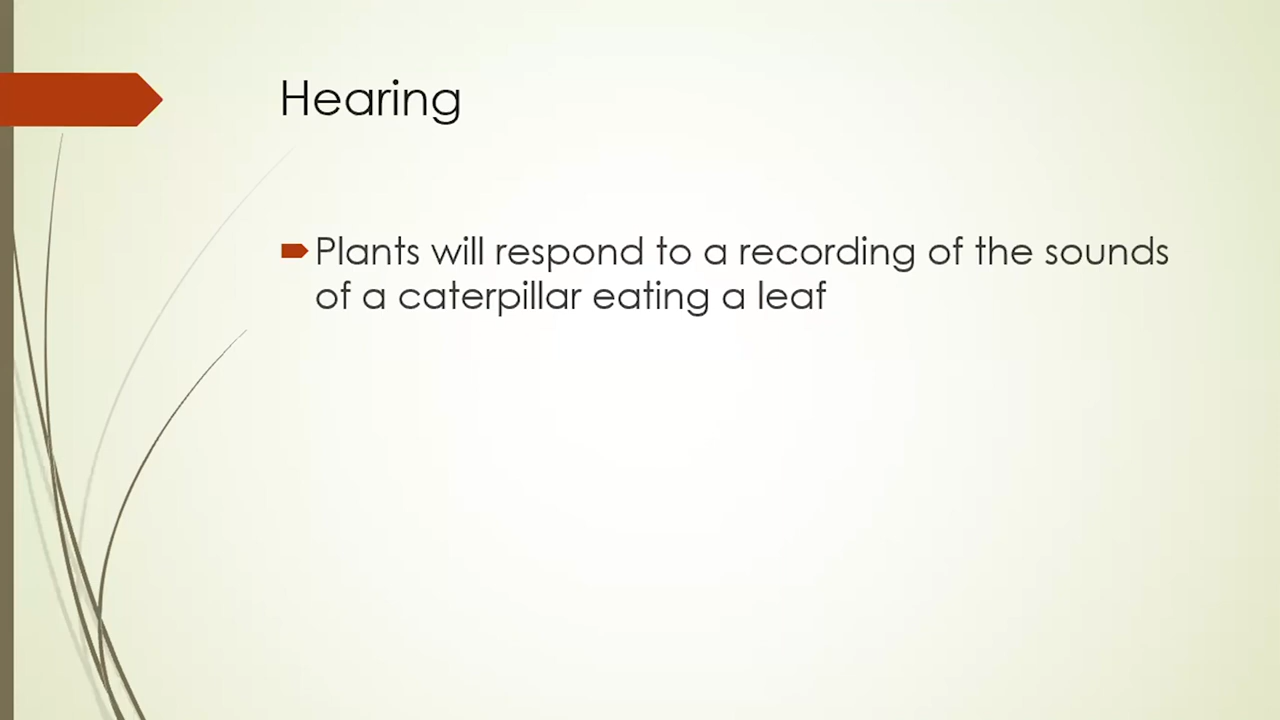 Hearing
Plants will respond to a recording of the sounds
of a caterpillar eating a leaf